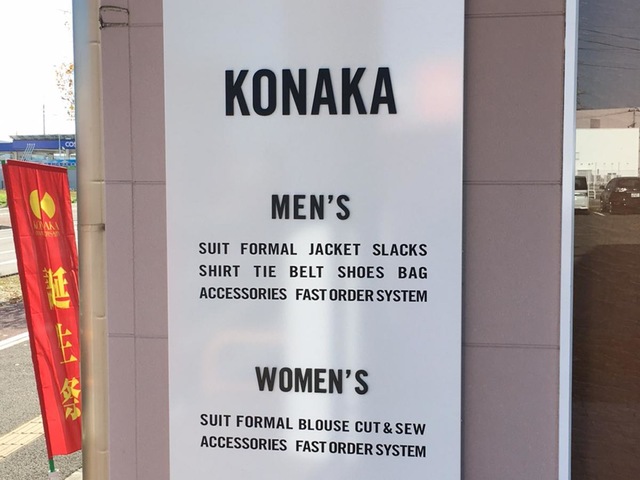 KONAKA
MEN'S
SUIT FORMAL JACKET SLACKS
SHIRT TIE BELT SHOES BAG
ACCESSORIES FAST ORDER SYSTEM
WOMEN'S
SUIT FORMAL BLOUSE CUT & SEW
ACCESSORIES FAST ORDER SYSTEM
KONAKA
誕生祭